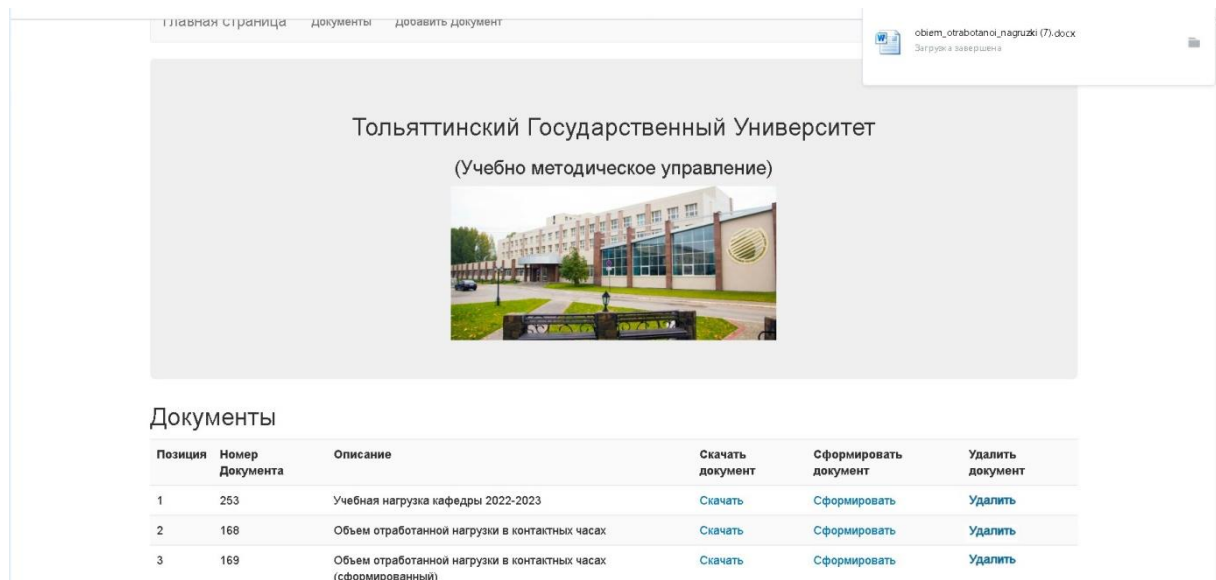 Главная страница Документы Добавить Документ
obiem_otrabotanoi_nagruzki (7).docx
Загрузка завершена
Тольяттинский Государственный Университет
(Учебно методическое управление)
Документы
Позиция Номер Документа Описание Скачать документ Сформировать документ Удалить документ
1 253 Учебная нагрузка кафедры 2022-2023 Скачать Сформировать Удалить
2 168 Объем отработанной нагрузки в контактных часах Скачать Сформировать Удалить
3 169 Объем отработанной нагрузки в контактных часах Скачать Сформировать Удалить
(сформированный)